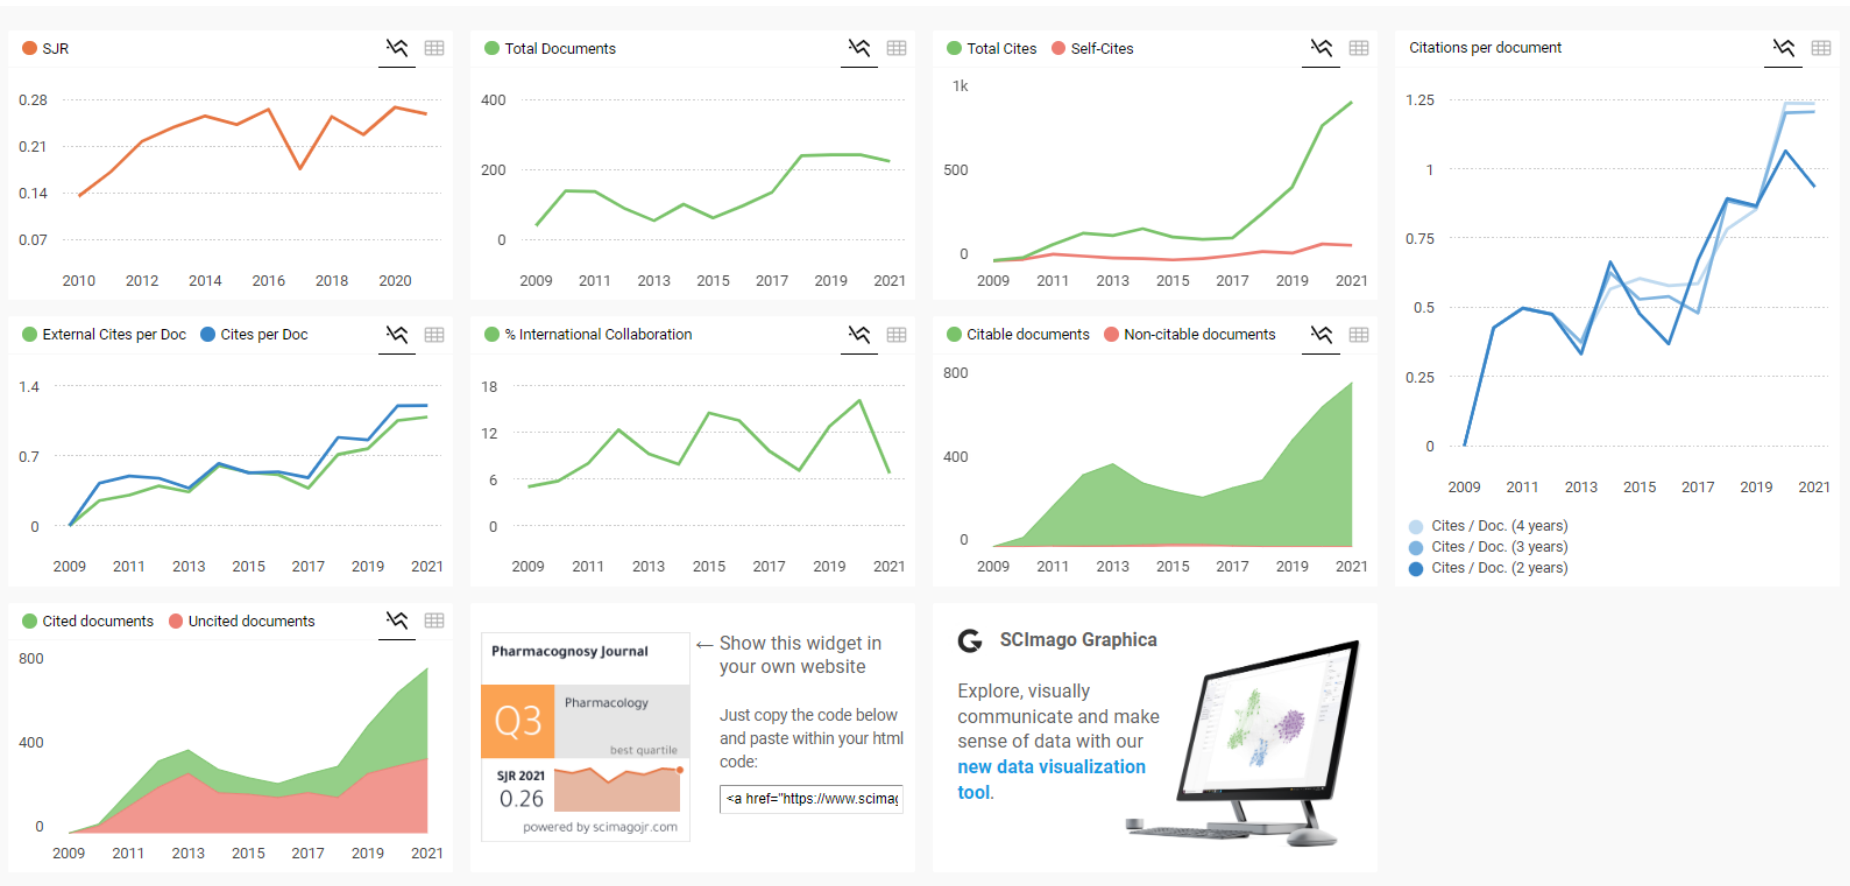 SJR
0.28
0.21
0.14
0.07
2010 2012 2014 2016 2018 2020
Total Documents
400
200
0
2009 2011 2013 2015 2017 2019 2021
Total Cites Self-Cites
1k
500
0
2009 2011 2013 2015 2017 2019 2021
Citations per document
1.25
1
0.75
0.5
0.25
0
2009 2011 2013 2015 2017 2019 2021
Cites / Doc. (4 years)
Cites / Doc. (3 years)
Cites / Doc. (2 years)
External Cites per Doc Cites per Doc
1.4
0.7
0
2009 2011 2013 2015 2017 2019 2021
% International Collaboration
18
12
6
0
2009 2011 2013 2015 2017 2019 2021
Citable documents Non-citable documents
800
400
0
2009 2011 2013 2015 2017 2019 2021
Cited documents Uncited documents
800
400
0
2009 2011 2013 2015 2017 2019 2021
Pharmacognosy Journal
Q3
Pharmacology
best quartile
SJR 2021
0.26
powered by scimagojr.com
← Show this widget in
your own website
Just copy the code below
and paste within your html
code:
<a href="https://www.scimag
SCImago Graphica
Explore, visually
communicate and make
sense of data with our
new data visualization
tool.